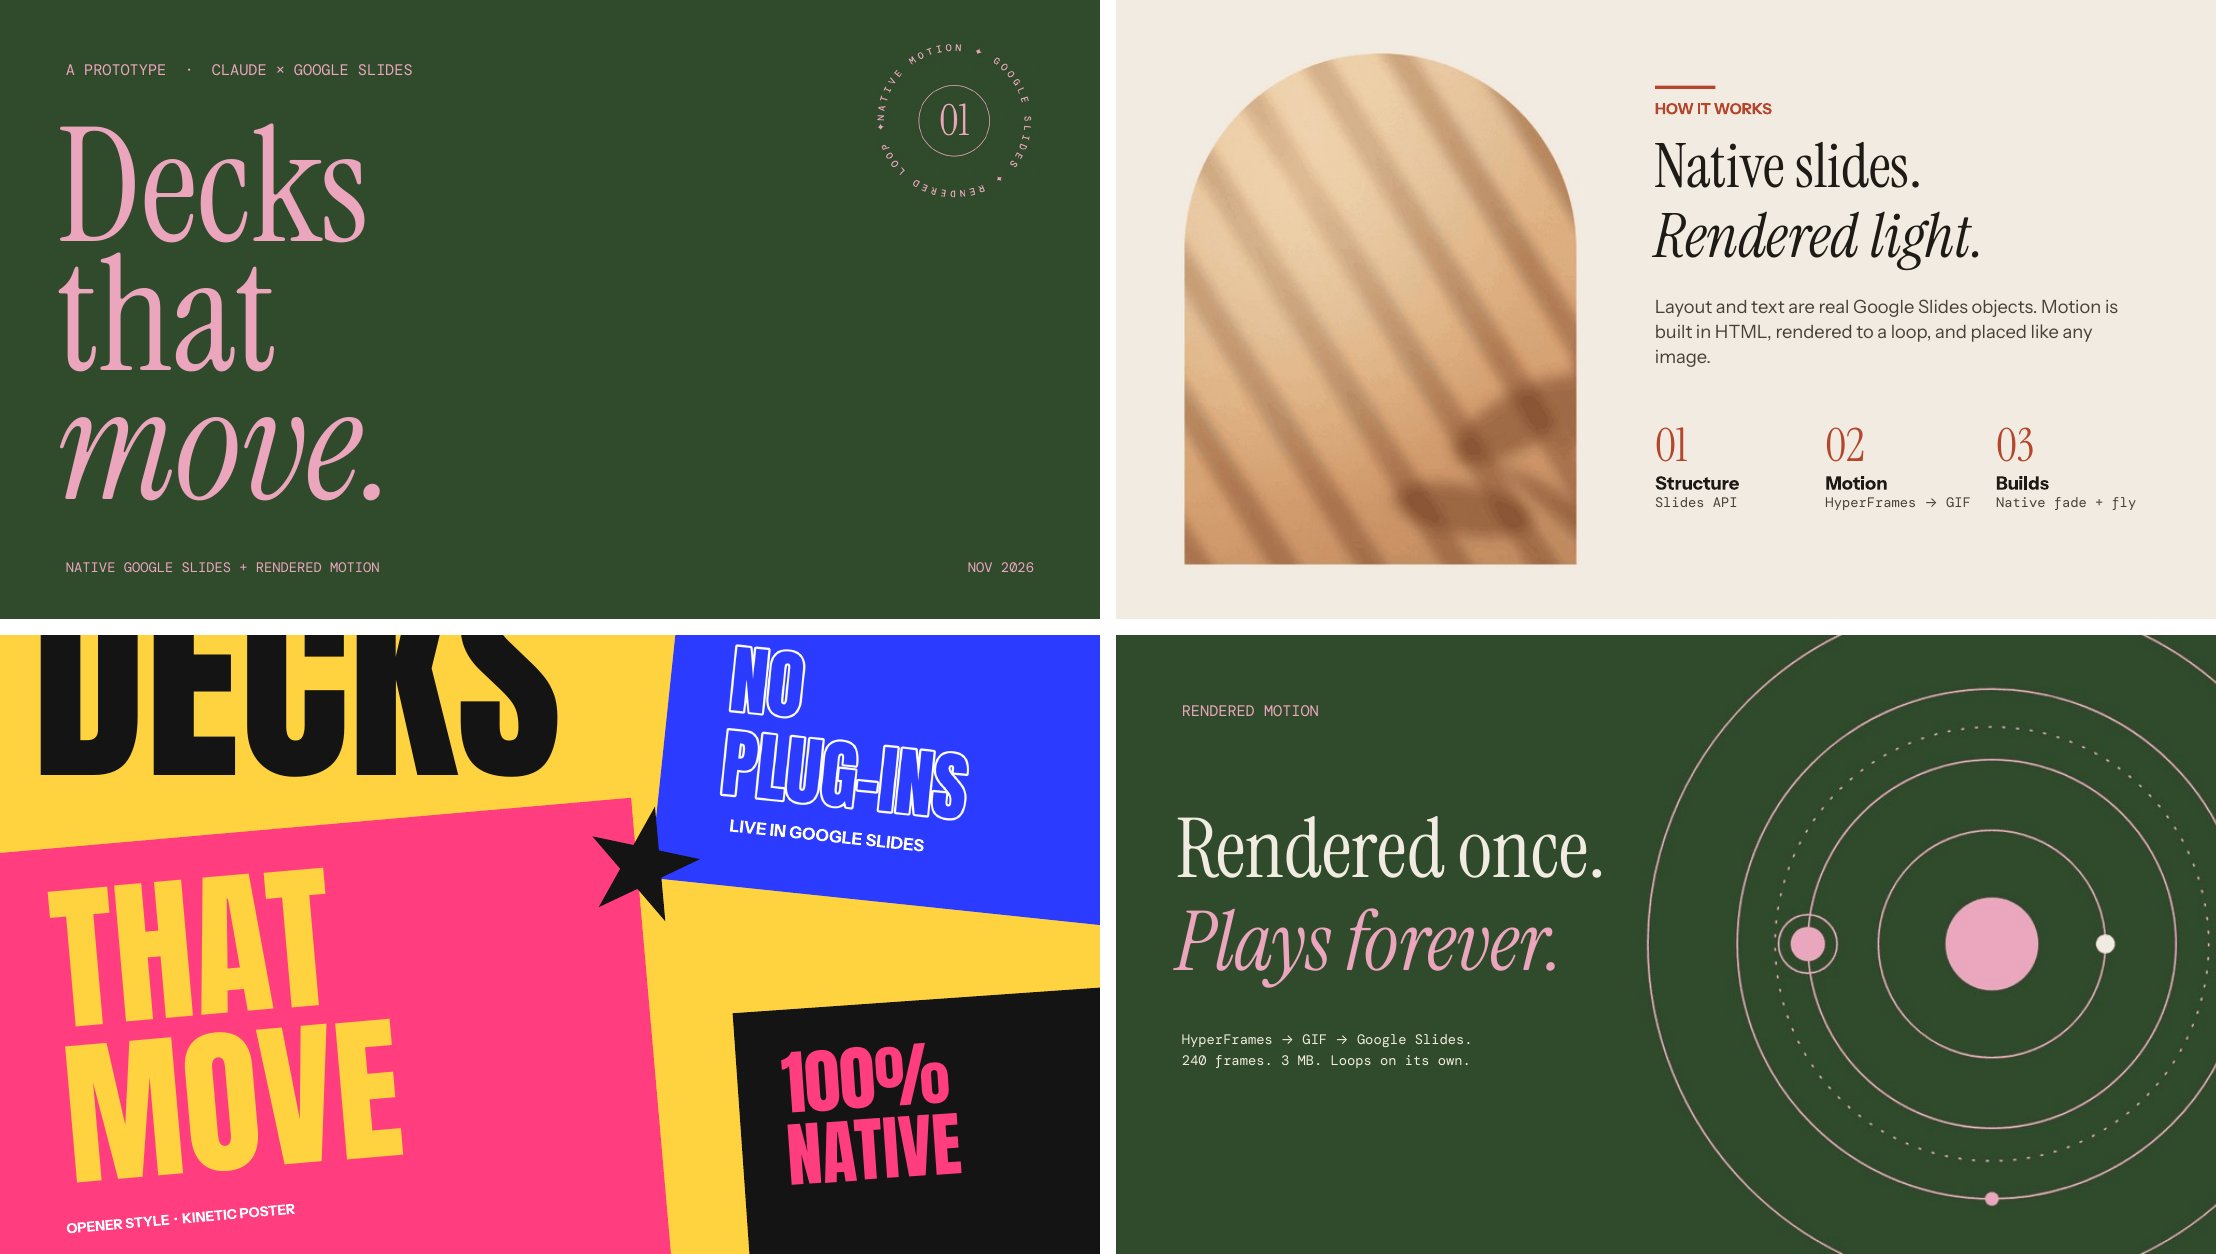 A PROTOTYPE · CLAUDE × GOOGLE SLIDES
NATIVE MOTION ✦ GOOGLE SLIDES ✦ RENDERED LOOP ✦
01
Decks
that
move.
NATIVE GOOGLE SLIDES + RENDERED MOTION
NOV 2026
HOW IT WORKS
Native slides.
Rendered light.
Layout and text are real Google Slides objects. Motion is
built in HTML, rendered to a loop, and placed like any
image.
01
Structure
Slides API
02
Motion
HyperFrames → GIF
03
Builds
Native fade + fly
DECKS
THAT
MOVE
OPENER STYLE · KINETIC POSTER
NO
PLUG-INS
LIVE IN GOOGLE SLIDES
100%
NATIVE
RENDERED MOTION
Rendered once.
Plays forever.
HyperFrames → GIF → Google Slides.
240 frames. 3 MB. Loops on its own.